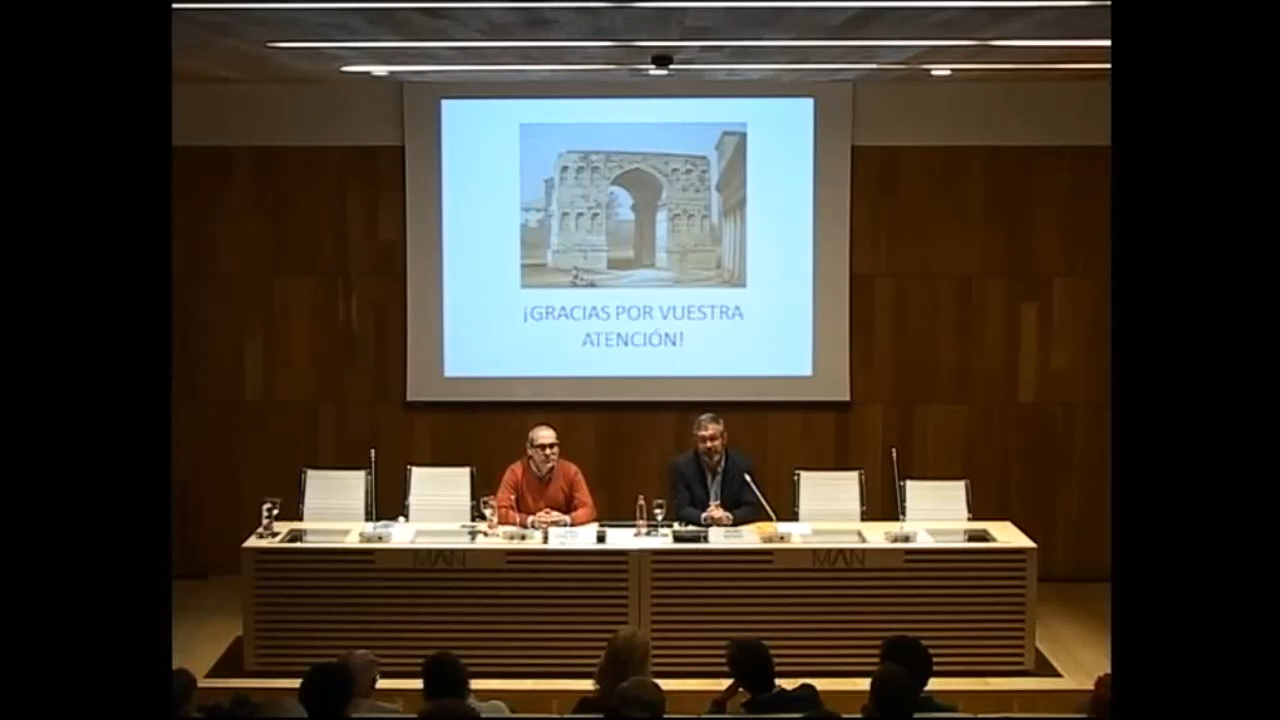 ¡GRACIAS POR VUESTRA
ATENCIÓN!
MAN
MAN